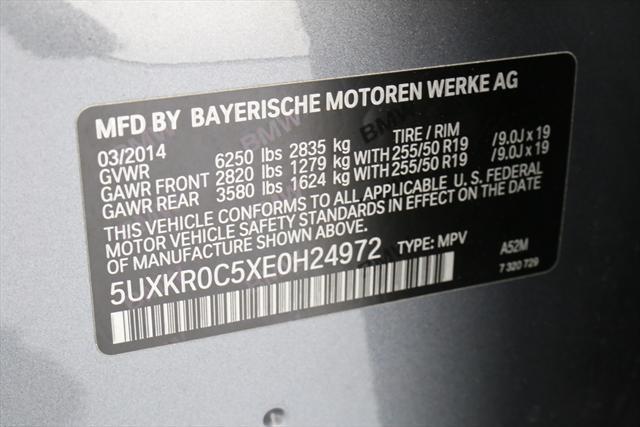 MFD BY BAYERISCHE MOTOREN WERKE AG
03/2014 TIRE / RIM
GVWR 6250 lbs 2835 kg
GAWR FRONT 2820 lbs 1279 kg WITH 255/50 R19 /9.0J x 19
GAWR REAR 3580 lbs 1624 kg WITH 255/50 R19 /9.0J x 19
THIS VEHICLE CONFORMS TO ALL APPLICABLE U. S. FEDERAL
MOTOR VEHICLE SAFETY STANDARDS IN EFFECT ON THE DATE
OF MANUFACTURE SHOWN ABOVE.
5UXKR0C5XE0H24972 TYPE: MPV A52M
7 320 729
BMW
BMW